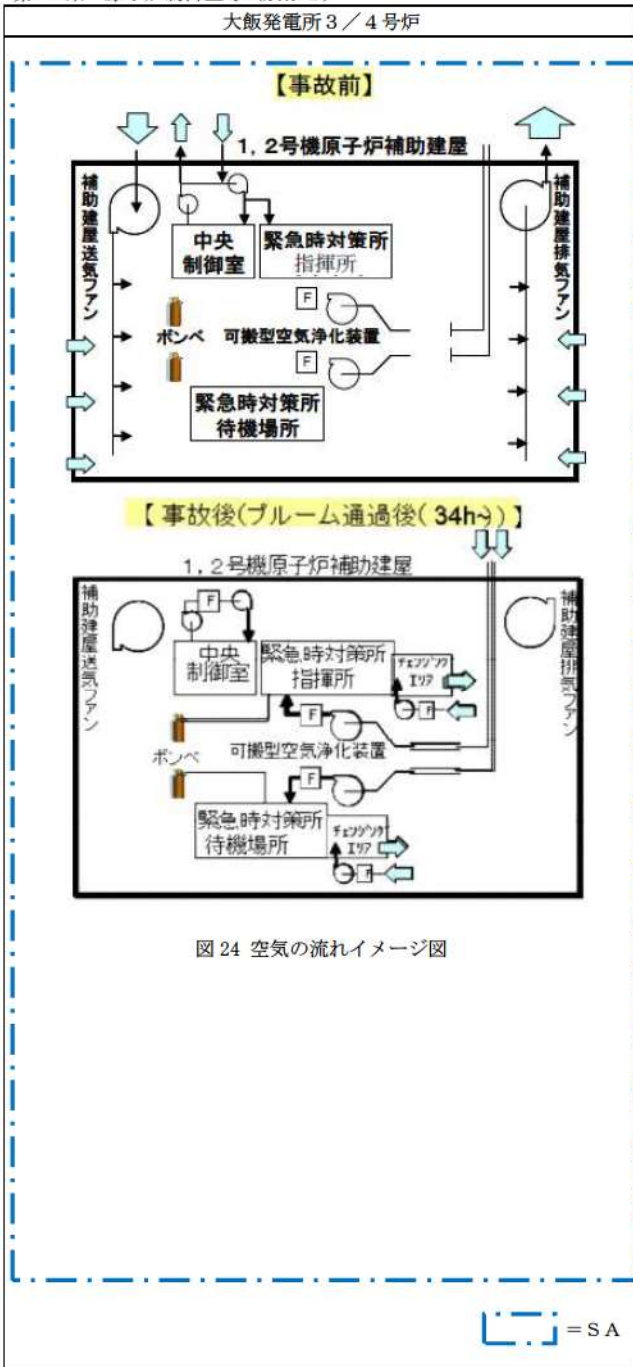 大飯発電所3/4号炉
【事故前】
1，2号機原子炉補助建屋
補助建屋送気ファン
補助建屋排気ファン
中央
制御室
緊急時対策所
指揮所
F
ボンベ
可搬型空気浄化装置
F
緊急時対策所
待機場所
【事故後(プルーム通過後(34h~))】
1，2号機原子炉補助建屋
補助建屋送気ファン
補助建屋排気ファン
F
中央
制御室
緊急時対策所
指揮所
チェンジング
エリア
F
F
ボンベ
可搬型空気浄化装置
F
緊急時対策所
待機場所
チェンジング
エリア
F
図24 空気の流れイメージ図
=SA